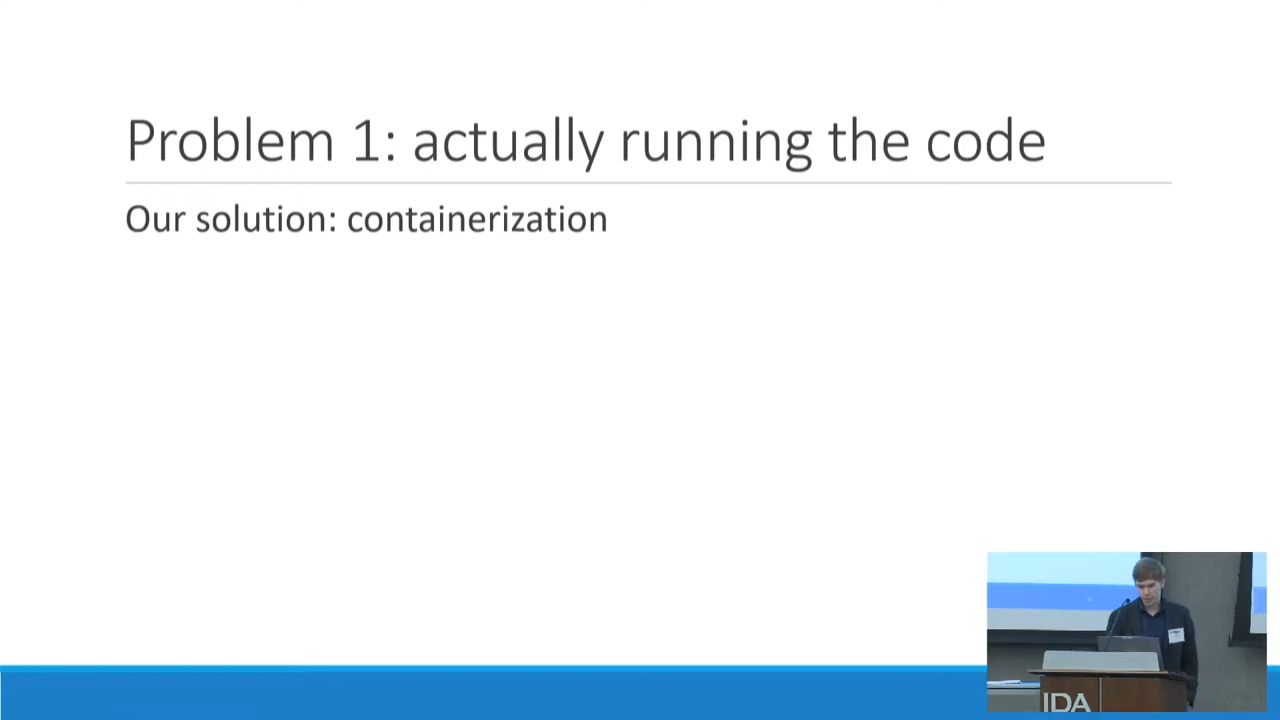 Problem 1: actually running the code
Our solution: containerization
IDA